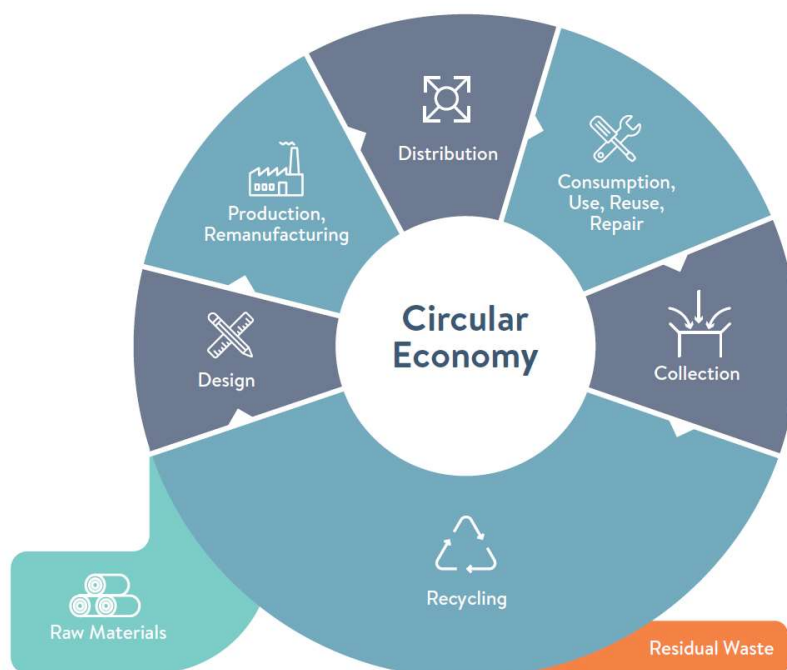 Distribution
Consumption,
Use, Reuse,
Repair
Production,
Remanufacturing
Circular
Economy
Design
Collection
Recycling
Raw Materials
Residual Waste